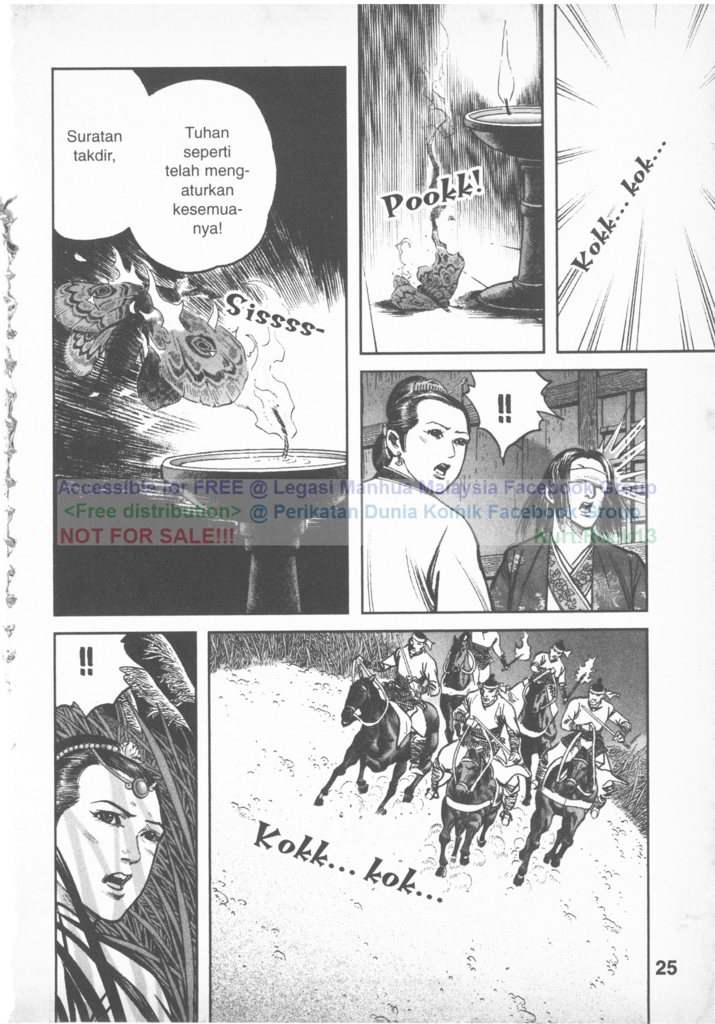 Suratan
takdir,
Tuhan
seperti
telah meng-
aturkan
kesemua-
nya!
Sissss-
Pookk!
Kokk... kok...
!!
Accessible for FREE @ Legasi Manhua Malaysia Facebook Group
<Free distribution> @ Perikatan Dunia Komik Facebook Group
NOT FOR SALE!!!
!!
Kokk... kok...
25